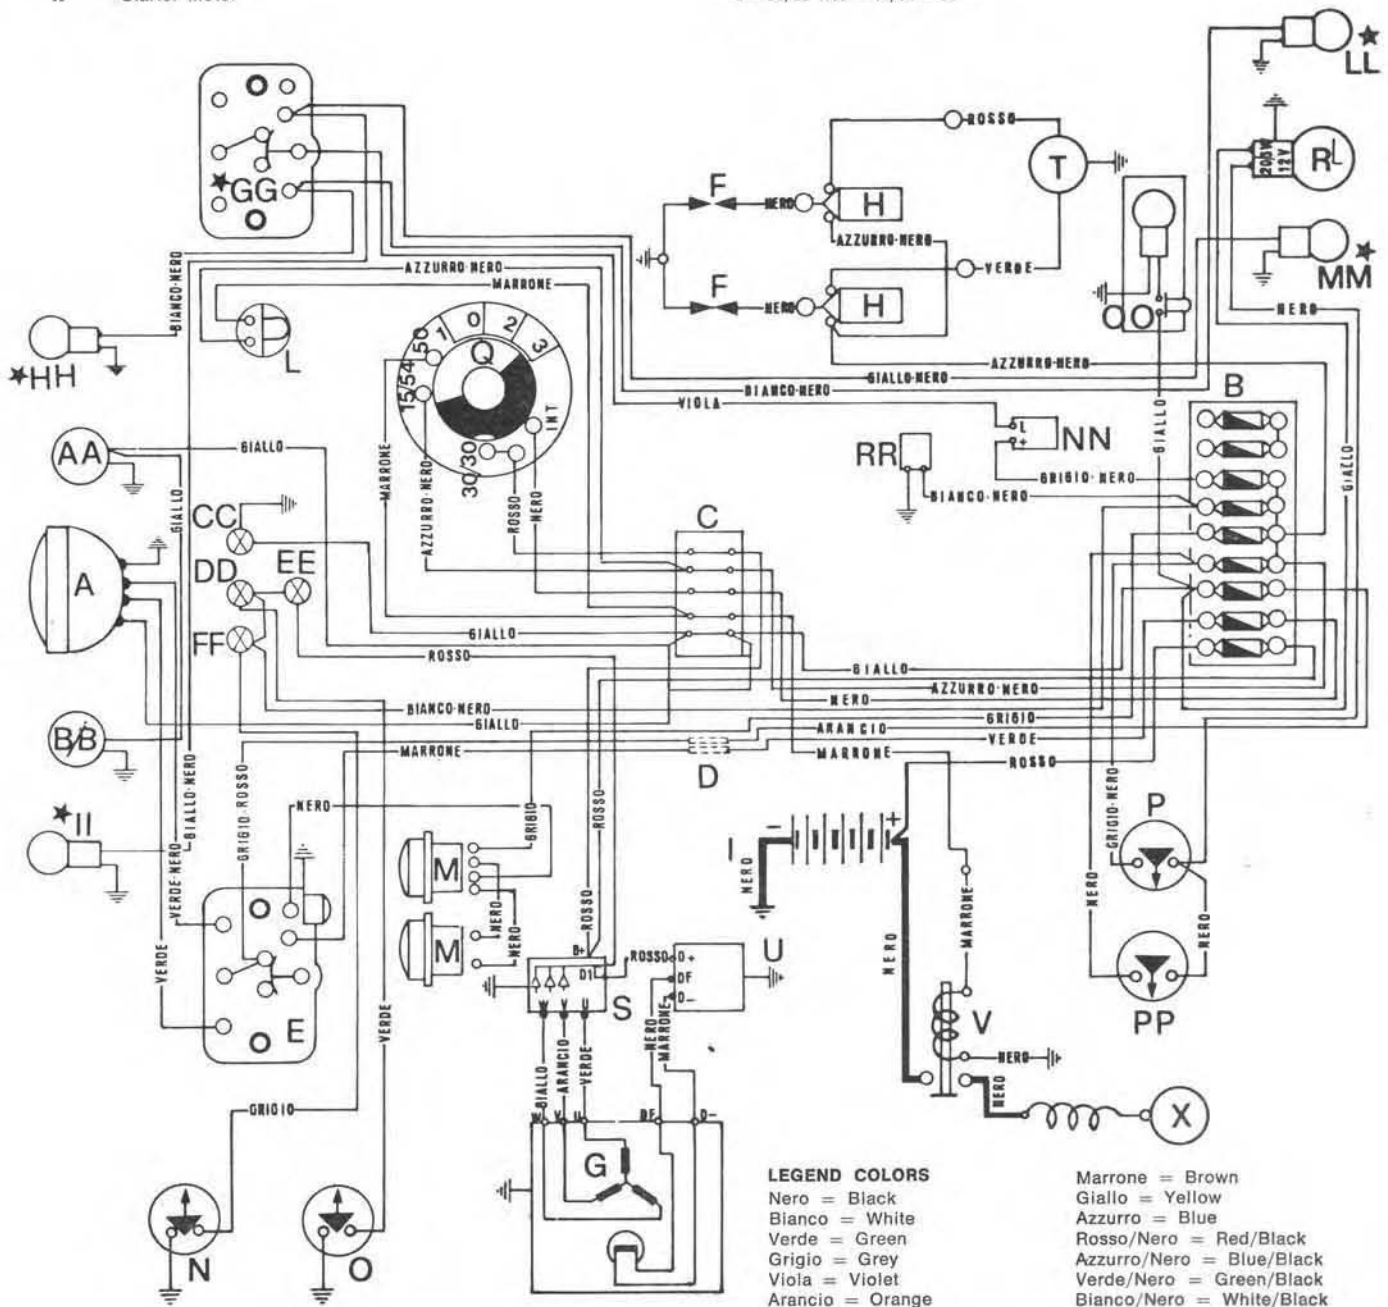 Starter Motor
LL
GG
ROSSO
T
20,5W
12V
R
F
NERO
H
BIANCO-NERO
AZZURRO-NERO
AZZURRO-NERO
MARRONE
VERDE
MM
F
NERO
H
OO
NERO
HH
L
50
1
0
2
3
15/54
Q
INT
30/30
AZZURRO-NERO
GIALLO-NERO
BIANCO-NERO
VIOLA
B
GIALLO
GIALLO
AA
GIALLO
GIALLO
MARRONE
AZZURRO-NERO
ROSSO
NERO
RR
L
+
NN
GRIGIO-NERO
BIANCO-NERO
CC
C
DD
EE
A
FF
GIALLO
ROSSO
GIALLO
AZZURRO-NERO
NERO
BIANCO-NERO
GIALLO
GRIGIO
ARANCIO
VERDE
BB
MARRONE
D
MARRONE
ROSSO
II
GIALLO-NERO
GRIGIO-ROSSO
NERO
GRIGIO
ROSSO
I
-
+
P
GRIGIO-NERO
VERDE-NERO
M
NERO
MARRONE
NERO
NERO
NERO
NERO
M
NERO
VERDE
E
B+
D1
ROSSO
D+
DF
D-
U
W V U
S
V
PP
VERDE
NERO
MARRONE
GIALLO
ARANCIO
VERDE
NERO
NERO
GRIGIO
W V U
DF
D-
G
X
N
O
LEGEND COLORS
Nero = Black
Bianco = White
Verde = Green
Grigio = Grey
Viola = Violet
Arancio = Orange
Marrone = Brown
Giallo = Yellow
Azzurro = Blue
Rosso/Nero = Red/Black
Azzurro/Nero = Blue/Black
Verde/Nero = Green/Black
Bianco/Nero = White/Black